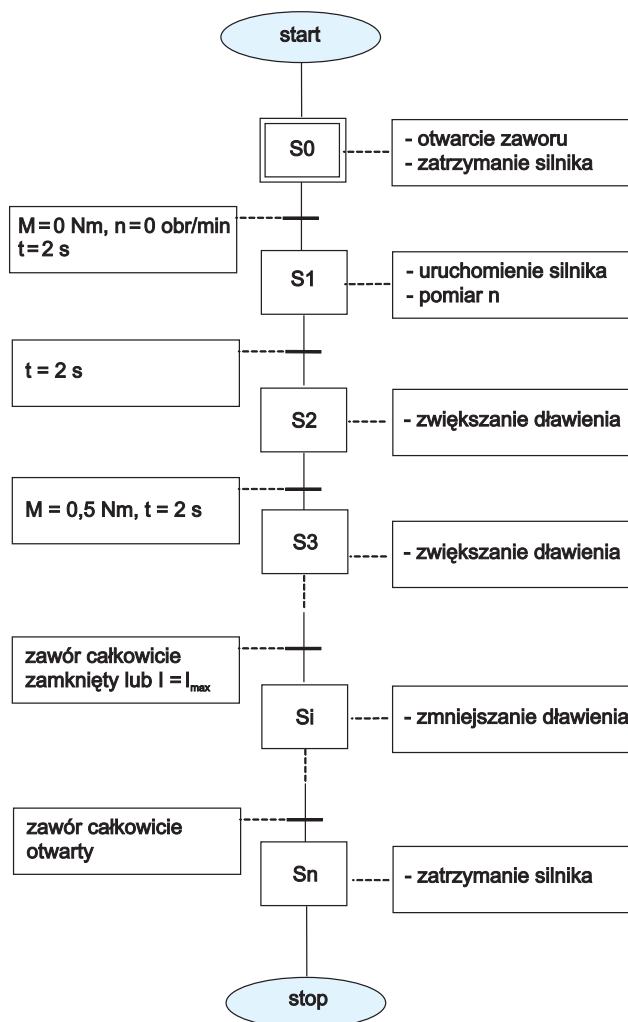 start
S0
- otwarcie zaworu
- zatrzymanie silnika
M=0 Nm, n=0 obr/min
t=2 s
S1
- uruchomienie silnika
- pomiar n
t = 2 s
S2
- zwiększanie dławienia
M = 0,5 Nm, t = 2 s
S3
- zwiększanie dławienia
zawór całkowicie
zamknięty lub I = Imax
Si
- zmniejszanie dławienia
zawór całkowicie
otwarty
Sn
- zatrzymanie silnika
stop